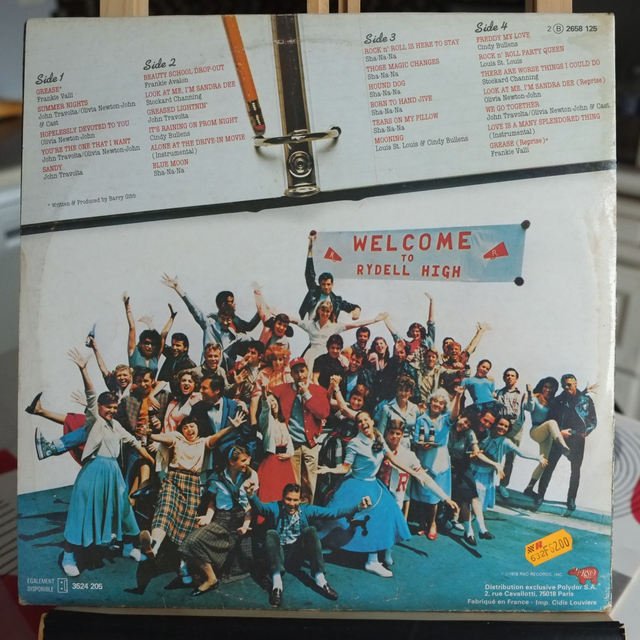 Side 1
GREASE*
Frankie Valli
SUMMER NIGHTS
John Travolta/Olivia Newton-John
& Cast
HOPELESSLY DEVOTED TO YOU
Olivia Newton-John
YOU'RE THE ONE THAT I WANT
John Travolta/Olivia Newton-John
SANDY
John Travolta
* Written & Produced by Barry Gibb
Side 2
BEAUTY SCHOOL DROP-OUT
Frankie Avalon
LOOK AT ME, I'M SANDRA DEE
Stockard Channing
GREASED LIGHTNIN'
John Travolta
IT'S RAINING ON PROM NIGHT
Cindy Bullens
ALONE AT THE DRIVE-IN MOVIE
(Instrumental)
BLUE MOON
Sha-Na-Na
Side 3
ROCK n' ROLL IS HERE TO STAY
Sha-Na-Na
THOSE MAGIC CHANGES
Sha-Na-Na
HOUND DOG
Sha-Na-Na
BORN TO HAND JIVE
Sha-Na-Na
TEARS ON MY PILLOW
Sha-Na-Na
MOONING
Louis St. Louis & Cindy Bullens
Side 4
FREDDY MY LOVE
Cindy Bullens
ROCK n' ROLL PARTY QUEEN
Louis St. Louis
THERE ARE WORSE THINGS I COULD DO
Stockard Channing
LOOK AT ME, I'M SANDRA DEE (Reprise)
WE GO TOGETHER
John Travolta/Olivia Newton-John & Cast
LOVE IS A MANY SPLENDORED THING
(Instrumental)
GREASE (Reprise)*
Frankie Valli
2 B 2658 125
WELCOME
TO
RYDELL HIGH
R
R
EGALEMENT
DISPONIBLE
3524 205
℗ 1978 RSO RECORDS, INC.
RSO
Distribution exclusive Polydor S.A.
2, rue Cavallotti, 75018 Paris
Fabriqué en France - Imp. Cidis Louviers